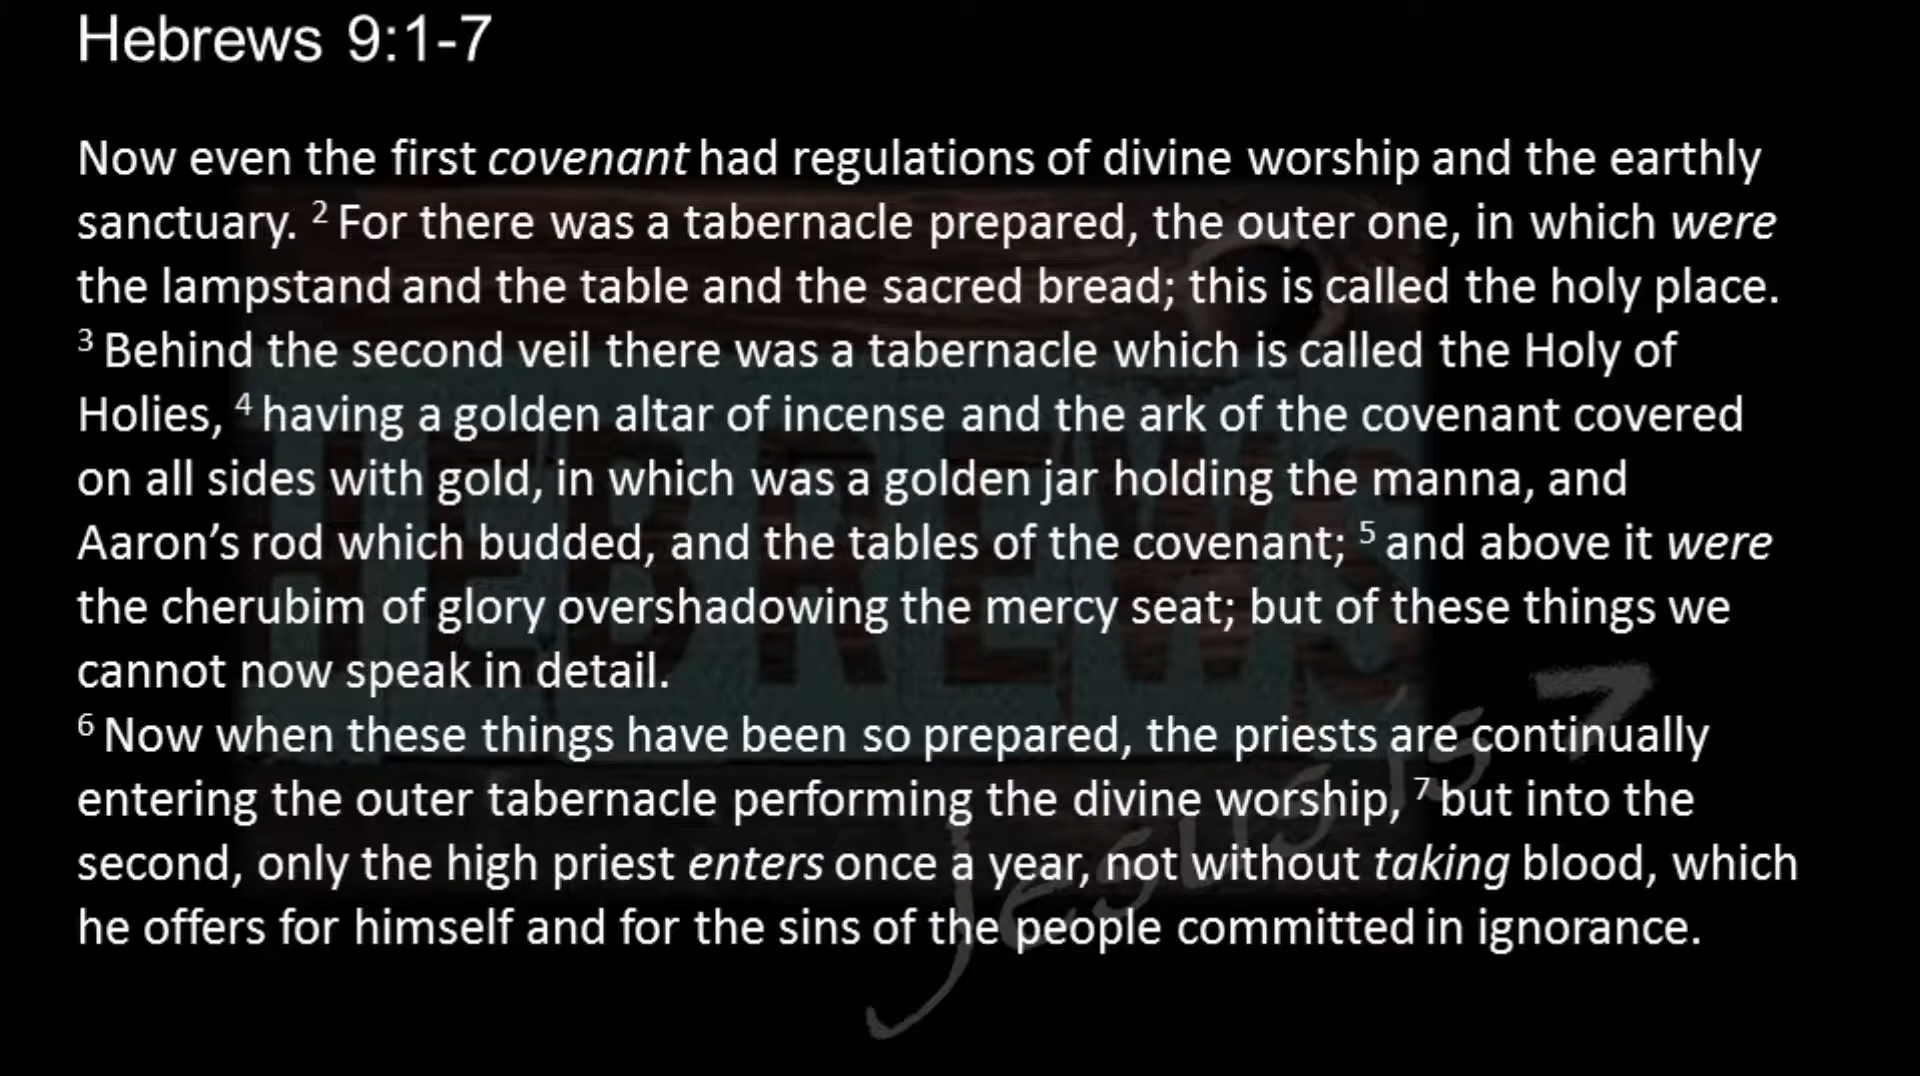 Hebrews 9:1-7
Now even the first covenant had regulations of divine worship and the earthly
sanctuary. 2 For there was a tabernacle prepared, the outer one, in which were
the lampstand and the table and the sacred bread; this is called the holy place.
3 Behind the second veil there was a tabernacle which is called the Holy of
Holies, 4 having a golden altar of incense and the ark of the covenant covered
on all sides with gold, in which was a golden jar holding the manna, and
Aaron’s rod which budded, and the tables of the covenant; 5 and above it were
the cherubim of glory overshadowing the mercy seat; but of these things we
cannot now speak in detail.
6 Now when these things have been so prepared, the priests are continually
entering the outer tabernacle performing the divine worship, 7 but into the
second, only the high priest enters once a year, not without taking blood, which
he offers for himself and for the sins of the people committed in ignorance.
HEBREWS
Jesus is >